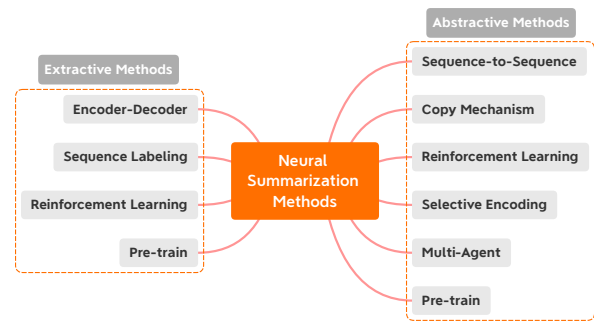 Extractive Methods
Encoder-Decoder
Sequence Labeling
Reinforcement Learning
Pre-train
Neural
Summarization
Methods
Abstractive Methods
Sequence-to-Sequence
Copy Mechanism
Reinforcement Learning
Selective Encoding
Multi-Agent
Pre-train